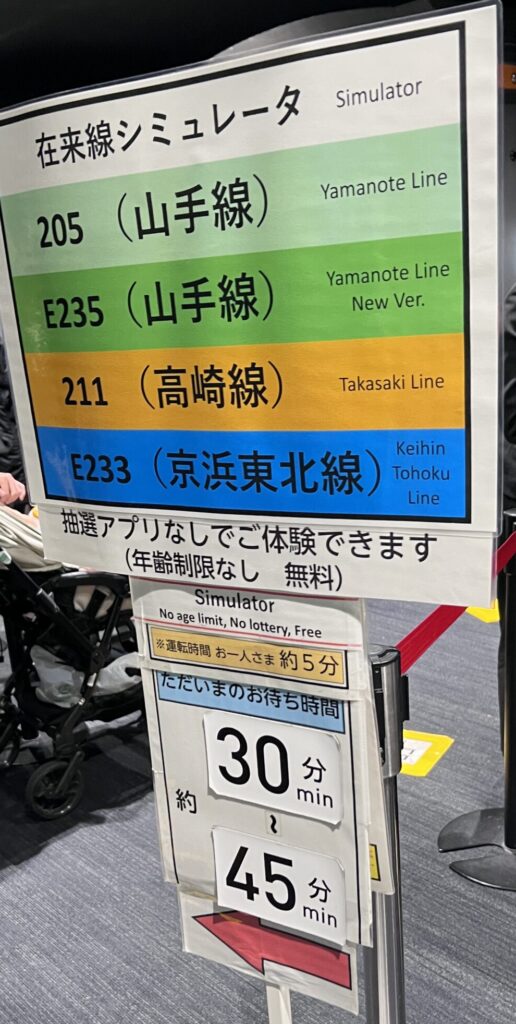 在来線シミュレータ Simulator
205（山手線） Yamanote Line
E235（山手線） Yamanote Line
New Ver.
211（高崎線） Takasaki Line
E233（京浜東北線） Keihin
Tohoku
Line
抽選アプリなしでご体験できます
(年齢制限なし　無料)
Simulator
No age limit, No lottery, Free
※運転時間 お一人さま 約５分
ただいまのお待ち時間
約
30分
min
~
45分
min